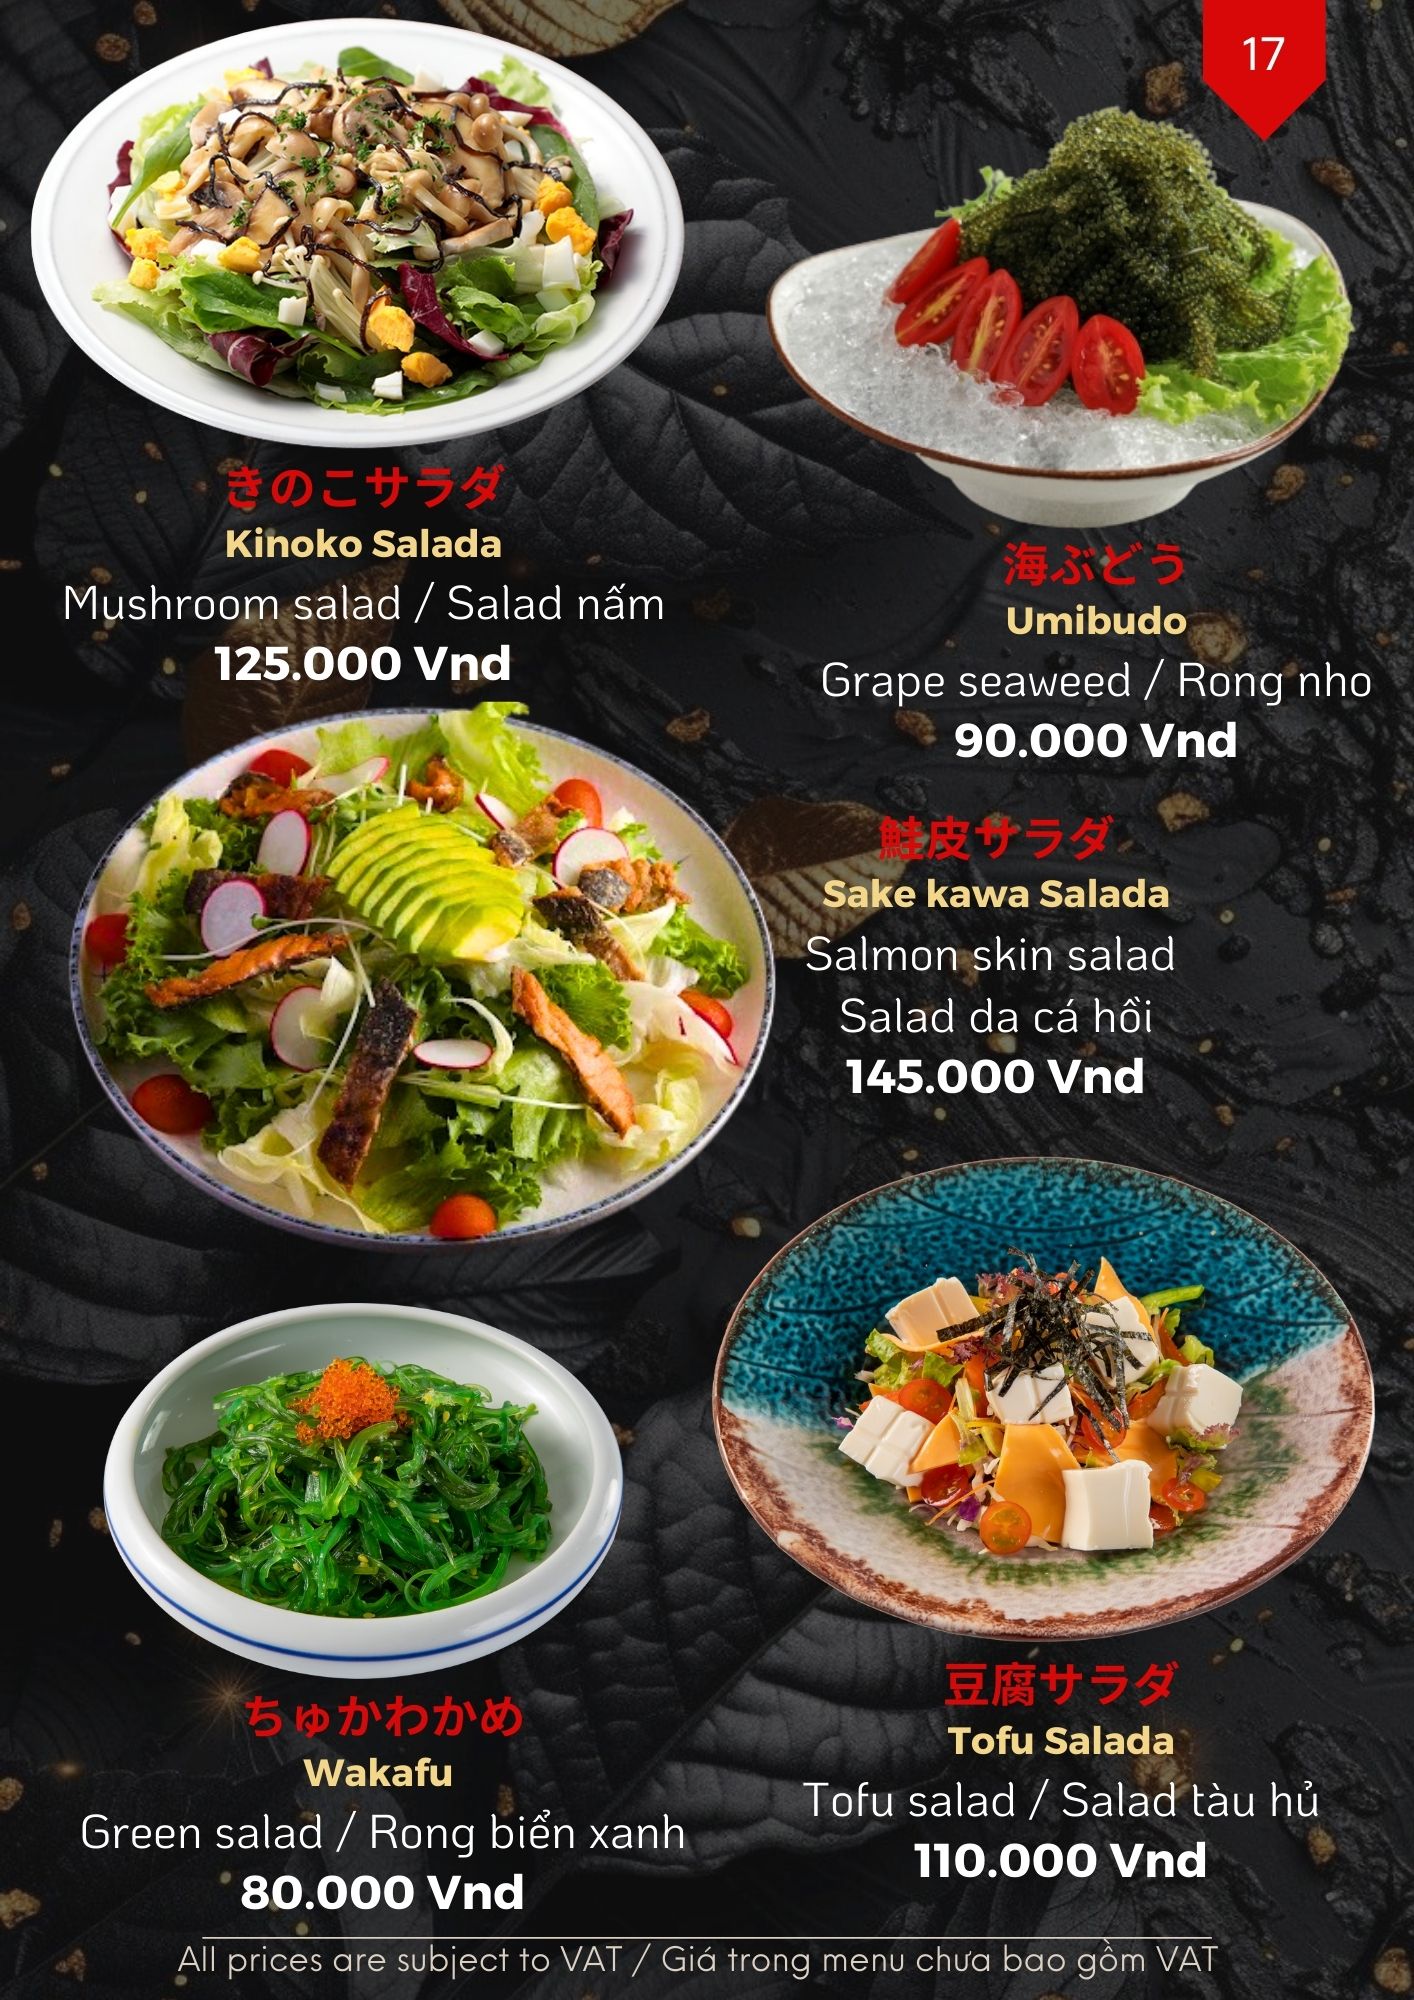 17
きのこサラダ
Kinoko Salada
Mushroom salad / Salad nấm
125.000 Vnd
海ぶどう
Umibudo
Grape seaweed / Rong nho
90.000 Vnd
鮭皮サラダ
Sake kawa Salada
Salmon skin salad
Salad da cá hồi
145.000 Vnd
ちゅかわかめ
Wakafu
Green salad / Rong biển xanh
80.000 Vnd
豆腐サラダ
Tofu Salada
Tofu salad / Salad tàu hủ
110.000 Vnd
All prices are subject to VAT / Giá trong menu chưa bao gồm VAT